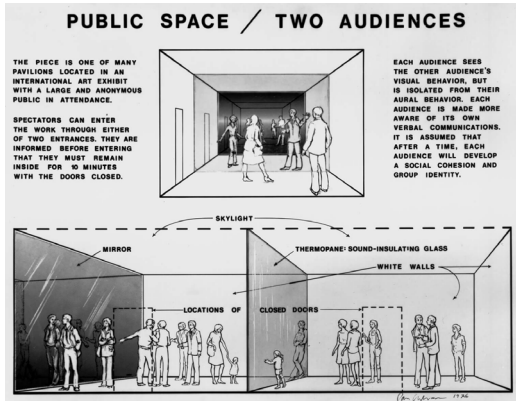 PUBLIC SPACE / TWO AUDIENCES
THE PIECE IS ONE OF MANY
PAVILIONS LOCATED IN AN
INTERNATIONAL ART EXHIBIT
WITH A LARGE AND ANONYMOUS
PUBLIC IN ATTENDANCE.
SPECTATORS CAN ENTER
THE WORK THROUGH EITHER
OF TWO ENTRANCES. THEY ARE
INFORMED BEFORE ENTERING
THAT THEY MUST REMAIN
INSIDE FOR 10 MINUTES
WITH THE DOORS CLOSED.
EACH AUDIENCE SEES
THE OTHER AUDIENCE'S
VISUAL BEHAVIOR, BUT
IS ISOLATED FROM THEIR
AURAL BEHAVIOR. EACH
AUDIENCE IS MADE MORE
AWARE OF ITS OWN
VERBAL COMMUNICATIONS.
IT IS ASSUMED THAT
AFTER A TIME, EACH
AUDIENCE WILL DEVELOP
A SOCIAL COHESION AND
GROUP IDENTITY.
SKYLIGHT
MIRROR
THERMOPANE: SOUND-INSULATING GLASS
WHITE WALLS
LOCATIONS OF CLOSED DOORS
1976